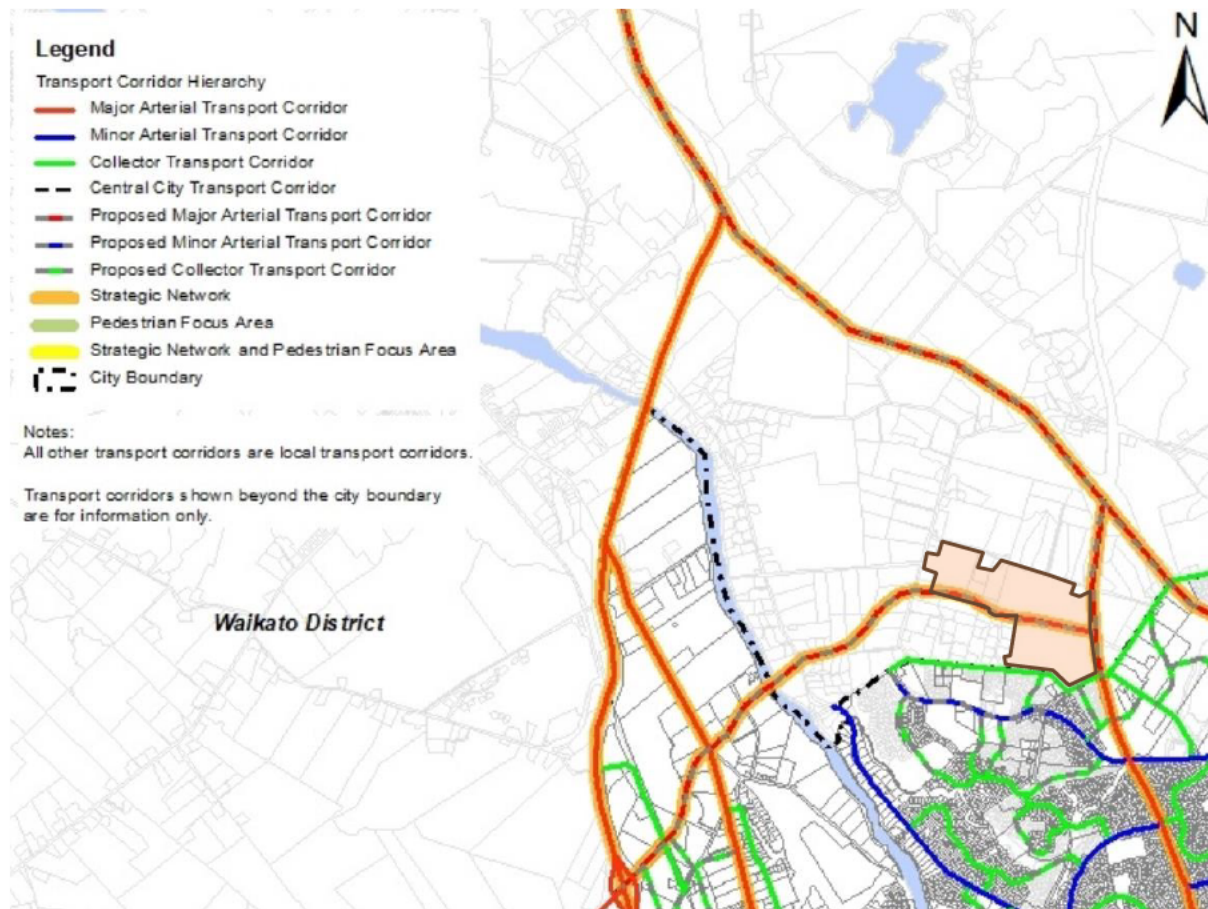 Legend
Transport Corridor Hierarchy
Major Arterial Transport Corridor
Minor Arterial Transport Corridor
Collector Transport Corridor
Central City Transport Corridor
Proposed Major Arterial Transport Corridor
Proposed Minor Arterial Transport Corridor
Proposed Collector Transport Corridor
Strategic Network
Pedestrian Focus Area
Strategic Network and Pedestrian Focus Area
City Boundary
Notes:
All other transport corridors are local transport corridors.
Transport corridors shown beyond the city boundary
are for information only.
N
Waikato District